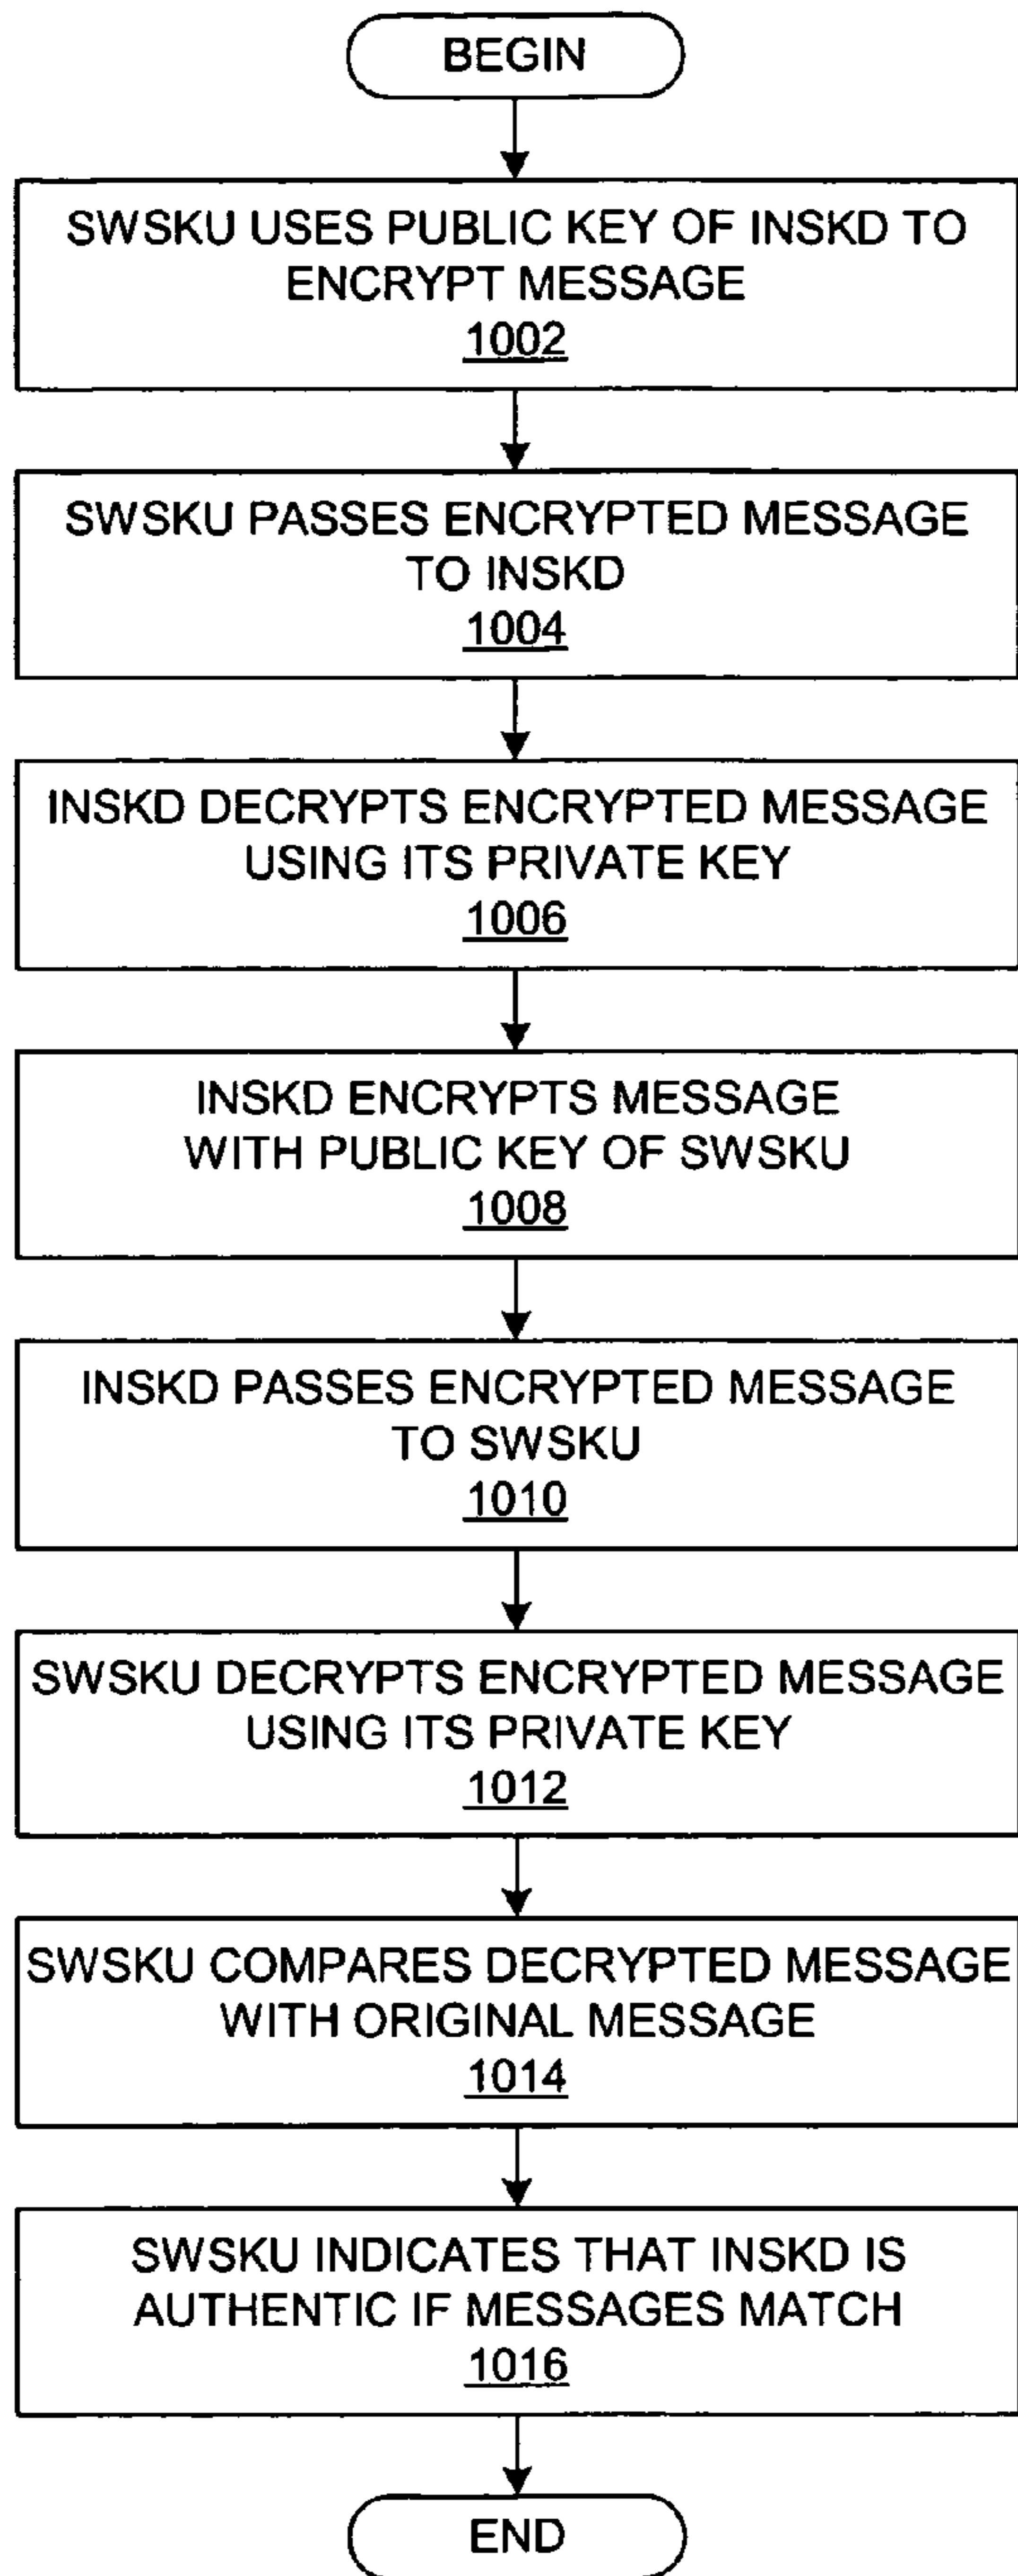 BEGIN
SWSKU USES PUBLIC KEY OF INSKD TO
ENCRYPT MESSAGE
1002
SWSKU PASSES ENCRYPTED MESSAGE
TO INSKD
1004
INSKD DECRYPTS ENCRYPTED MESSAGE
USING ITS PRIVATE KEY
1006
INSKD ENCRYPTS MESSAGE
WITH PUBLIC KEY OF SWSKU
1008
INSKD PASSES ENCRYPTED MESSAGE
TO SWSKU
1010
SWSKU DECRYPTS ENCRYPTED MESSAGE
USING ITS PRIVATE KEY
1012
SWSKU COMPARES DECRYPTED MESSAGE
WITH ORIGINAL MESSAGE
1014
SWSKU INDICATES THAT INSKD IS
AUTHENTIC IF MESSAGES MATCH
1016
END